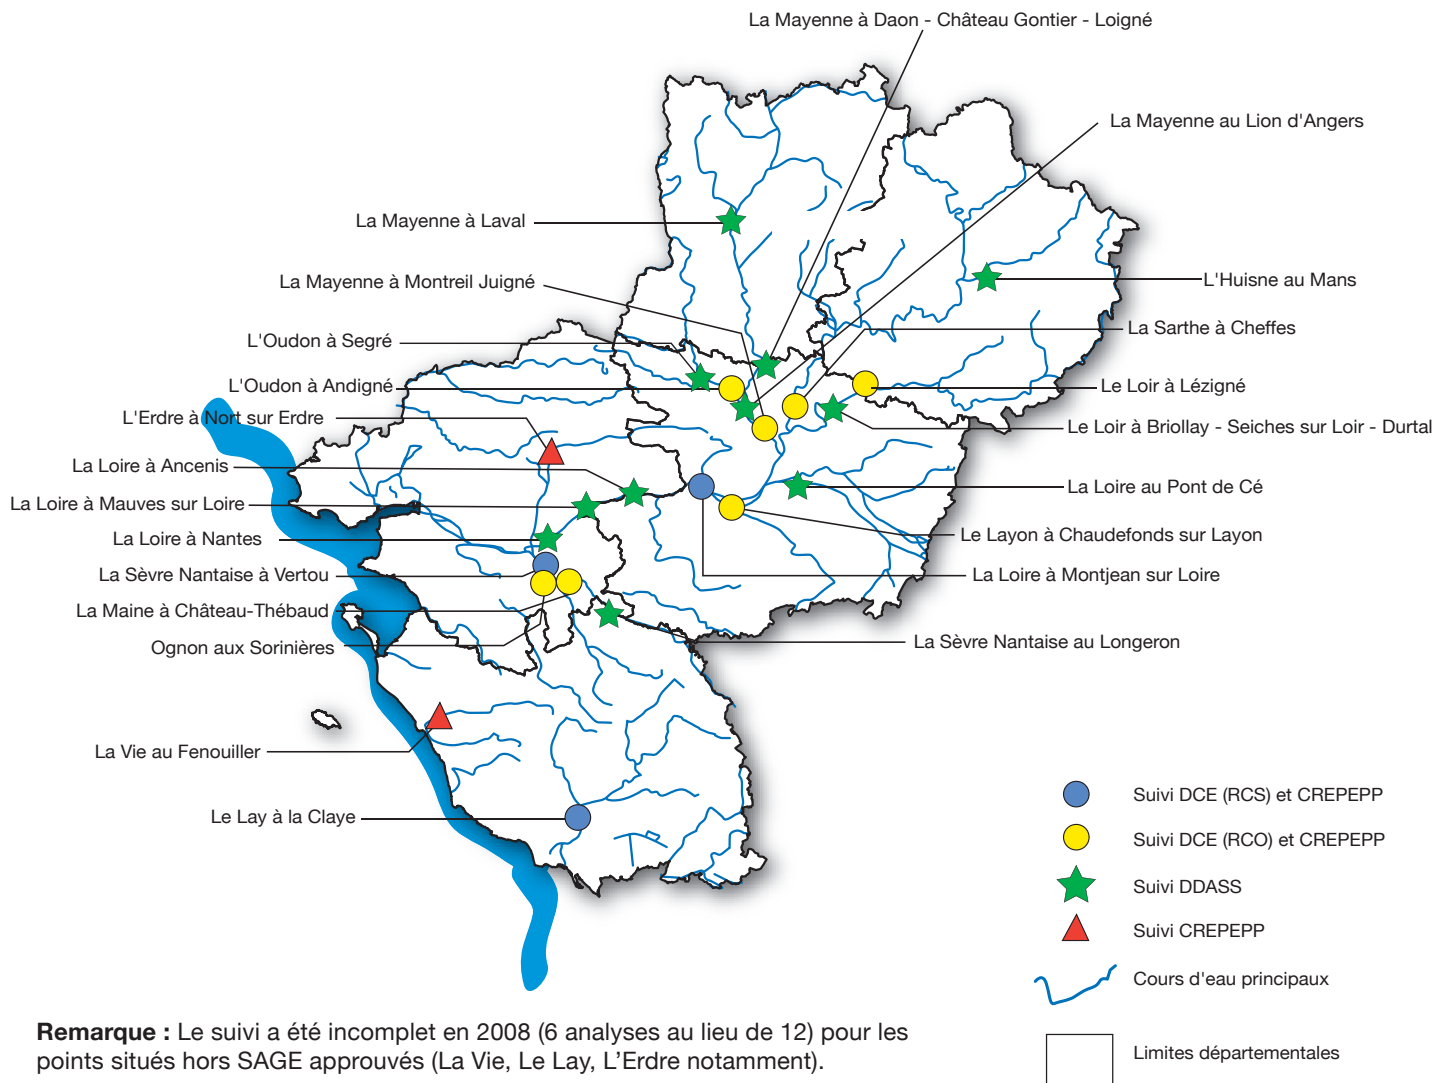 La Mayenne à Daon - Château Gontier - Loigné
La Mayenne au Lion d'Angers
La Mayenne à Laval
La Mayenne à Montreil Juigné
L'Huisne au Mans
La Sarthe à Cheffes
L'Oudon à Segré
L'Oudon à Andigné
Le Loir à Lézigné
L'Erdre à Nort sur Erdre
Le Loir à Briollay - Seiches sur Loir - Durtal
La Loire à Ancenis
La Loire au Pont de Cé
La Loire à Mauves sur Loire
La Loire à Nantes
Le Layon à Chaudefonds sur Layon
La Sèvre Nantaise à Vertou
La Loire à Montjean sur Loire
La Maine à Château-Thébaud
Ognon aux Sorinières
La Sèvre Nantaise au Longeron
La Vie au Fenouiller
Le Lay à la Claye
Suivi DCE (RCS) et CREPEPP
Suivi DCE (RCO) et CREPEPP
Suivi DDASS
Suivi CREPEPP
Cours d'eau principaux
Limites départementales
Remarque : Le suivi a été incomplet en 2008 (6 analyses au lieu de 12) pour les
points situés hors SAGE approuvés (La Vie, Le Lay, L'Erdre notamment).